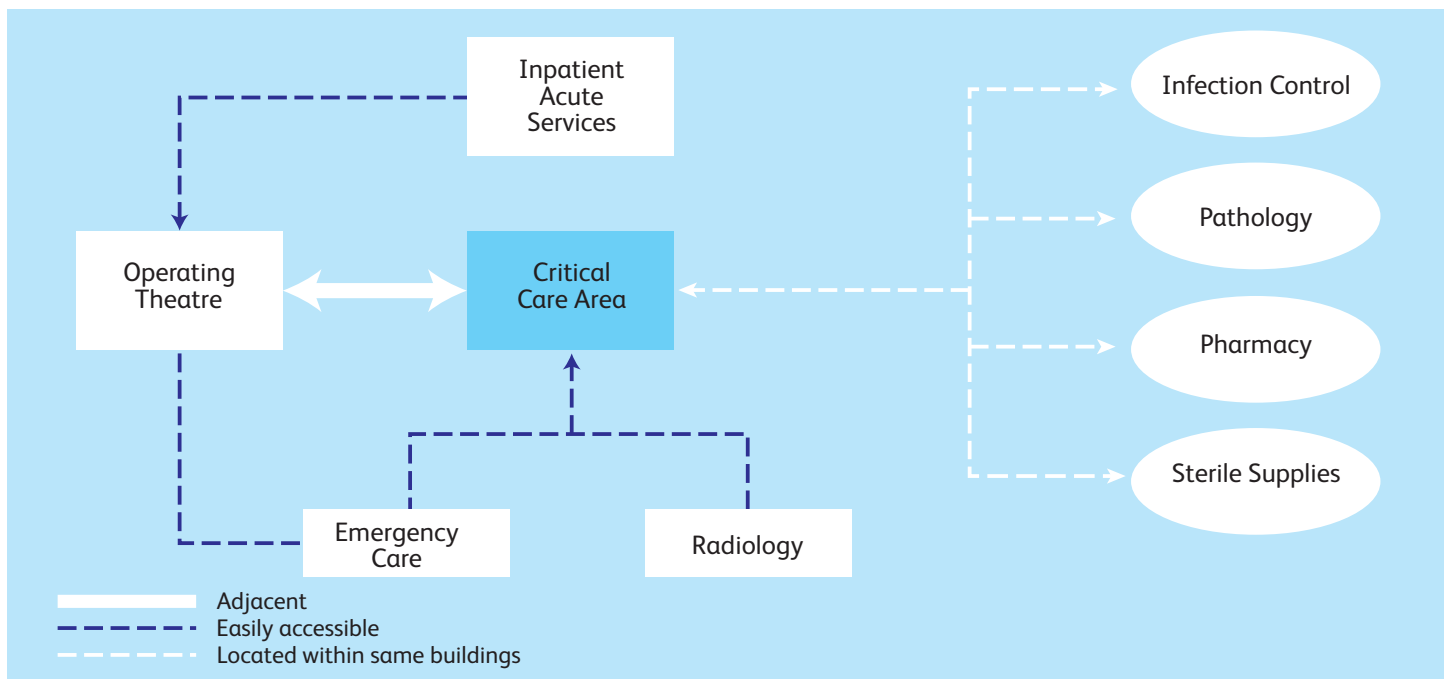 Inpatient
Acute
Services
Infection Control
Pathology
Operating
Theatre
Critical
Care Area
Pharmacy
Sterile Supplies
Emergency
Care
Radiology
Adjacent
Easily accessible
Located within same buildings